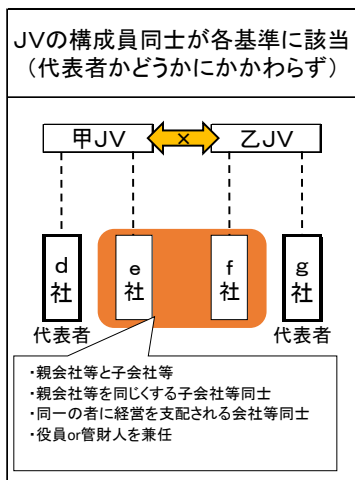 JVの構成員同士が各基準に該当
(代表者かどうかにかかわらず)
甲JV
×
乙JV
d
社
e
社
f
社
g
社
代表者
代表者
・親会社等と子会社等
・親会社等を同じくする子会社等同士
・同一の者に経営を支配される会社等同士
・役員or管財人を兼任